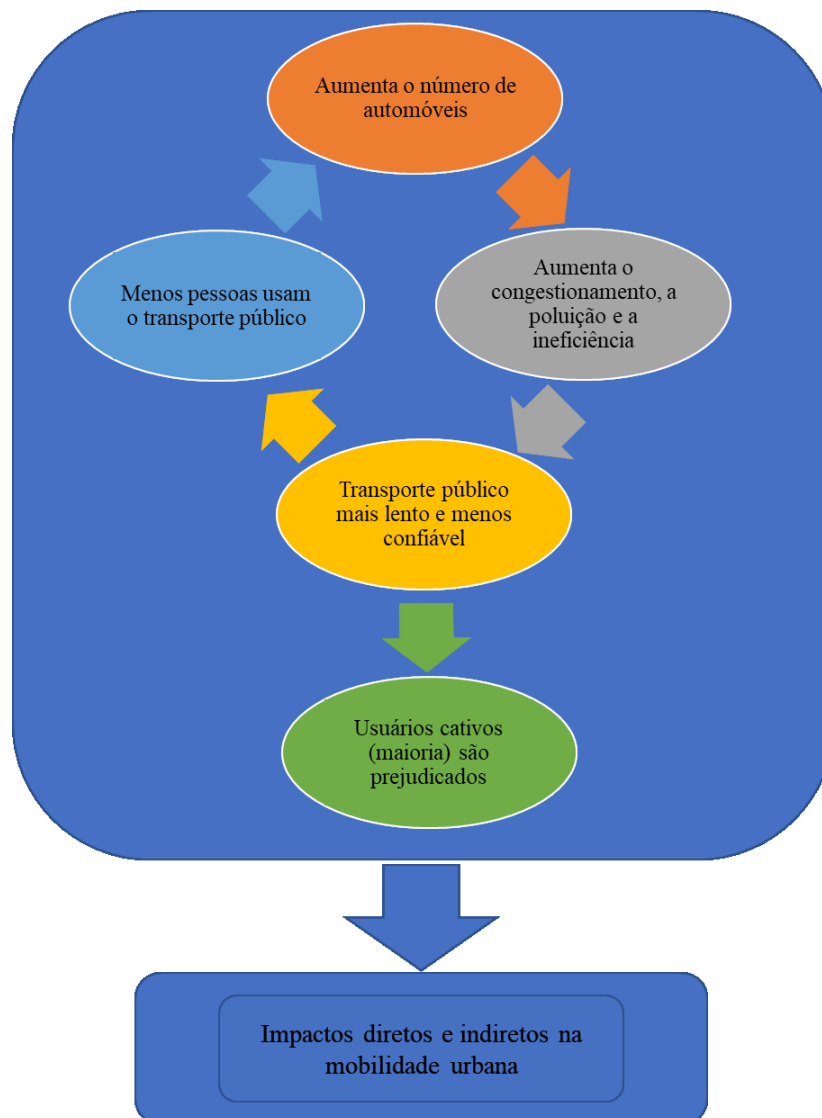 Aumenta o número de
automóveis
Aumenta o
congestionamento, a
poluição e a
ineficiência
Transporte público
mais lento e menos
confiável
Menos pessoas usam
o transporte público
Usuários cativos
(maioria) são
prejudicados
Impactos diretos e indiretos na
mobilidade urbana